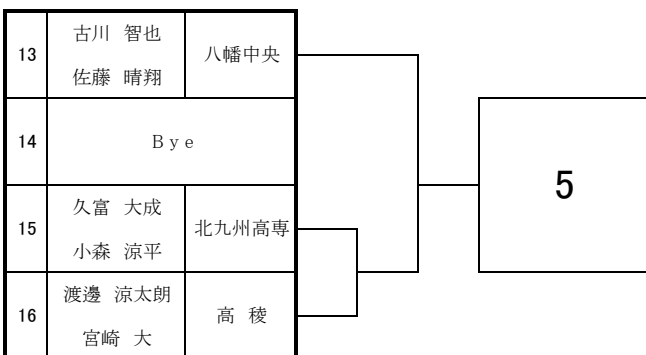 13
古川 智也
佐藤 晴翔
八幡中央
14
Bye
15
久富 大成
小森 涼平
北九州高専
16
渡邊 涼太朗
宮崎 大
高 稜
5